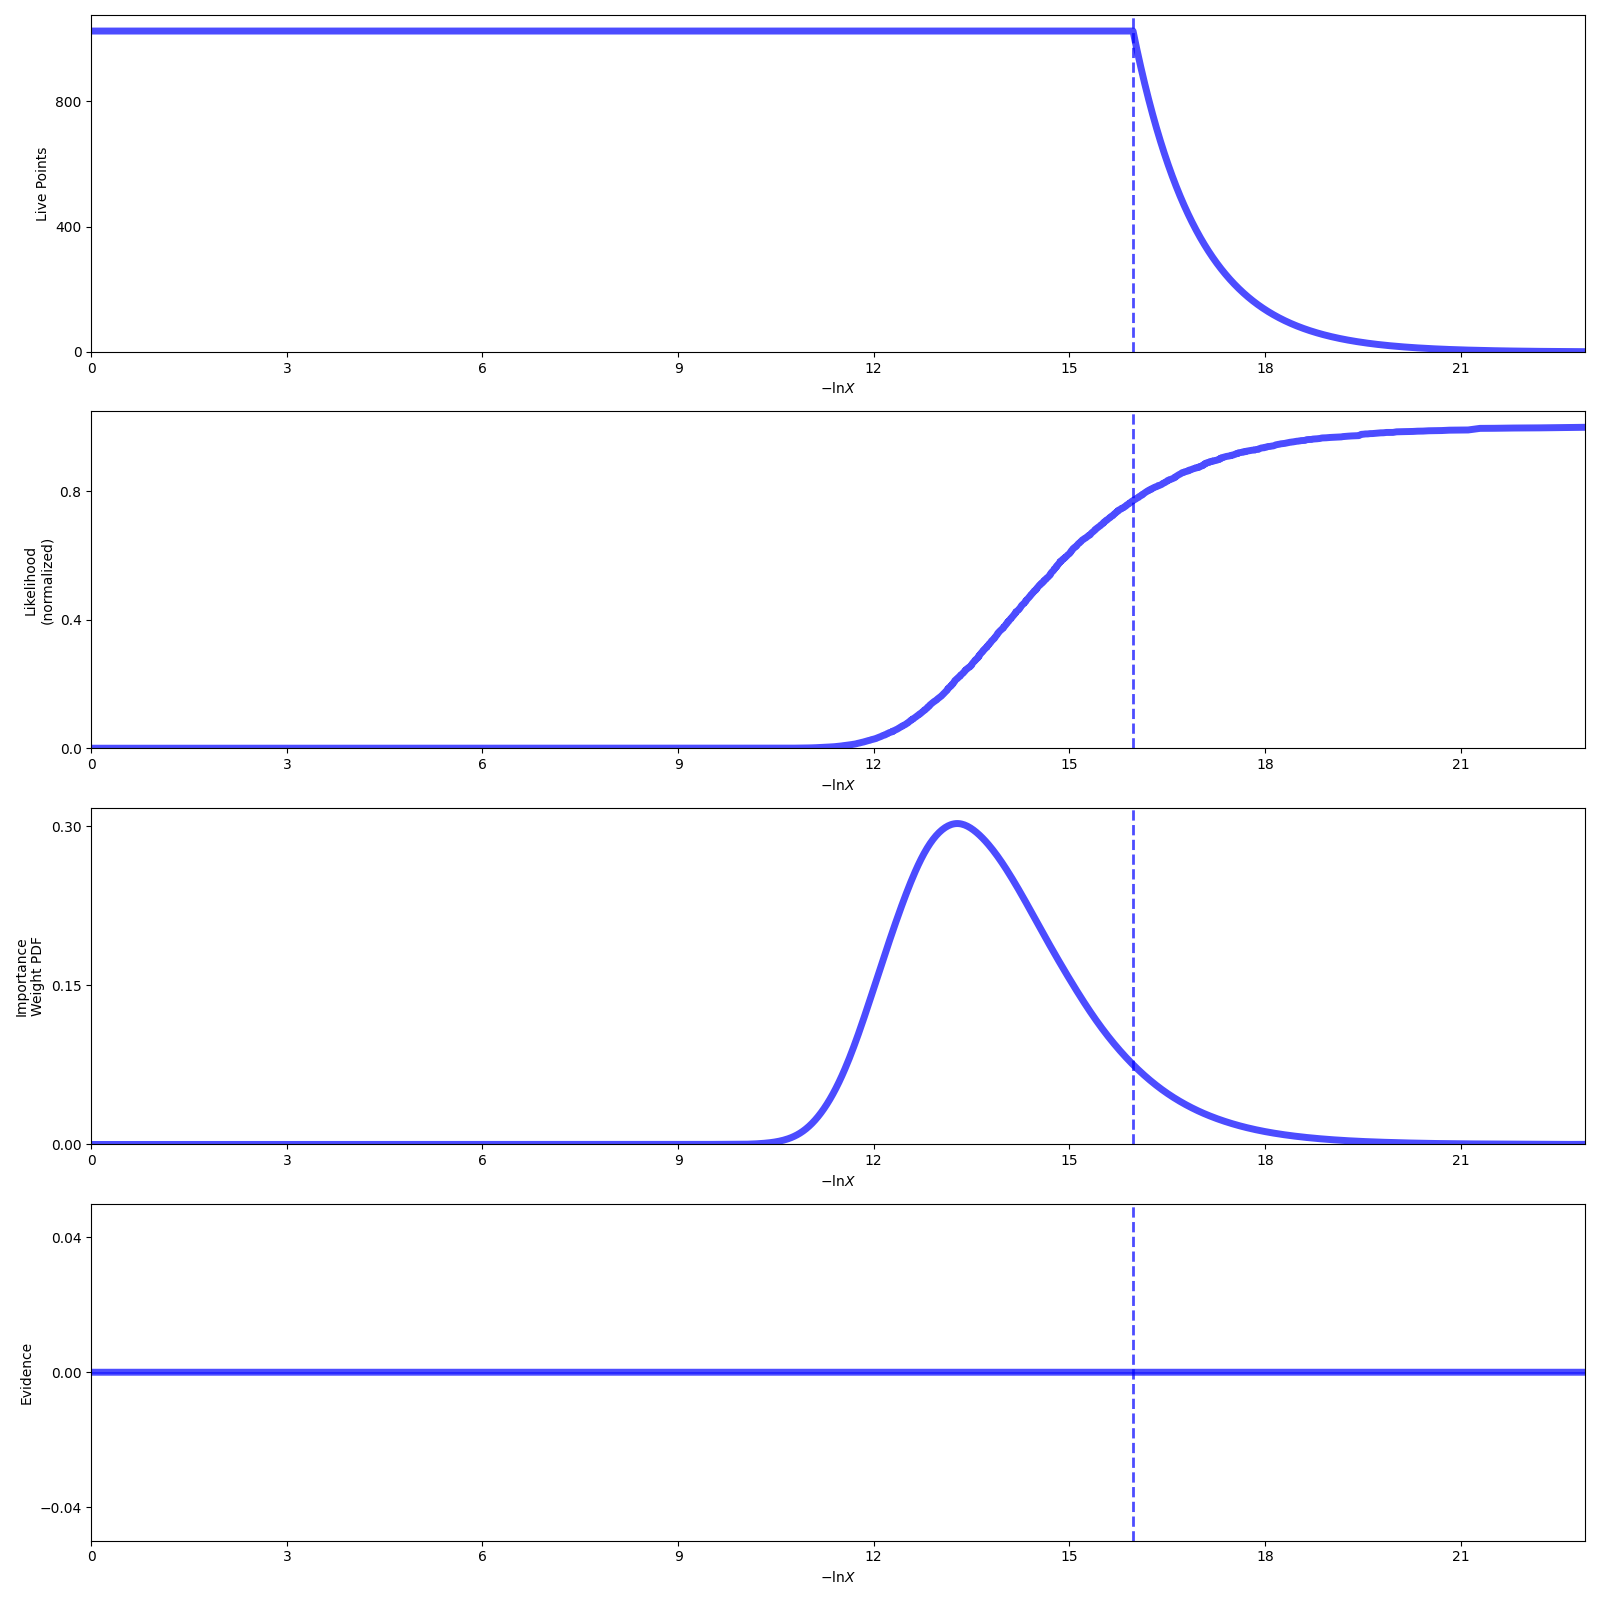 800
400
0
Live Points
0 3 6 9 12 15 18 21
−lnX
0.8
0.4
0.0
Likelihood
(normalized)
0 3 6 9 12 15 18 21
−lnX
0.30
0.15
0.00
Importance
Weight PDF
0 3 6 9 12 15 18 21
−lnX
0.04
0.00
−0.04
Evidence
0 3 6 9 12 15 18 21
−lnX